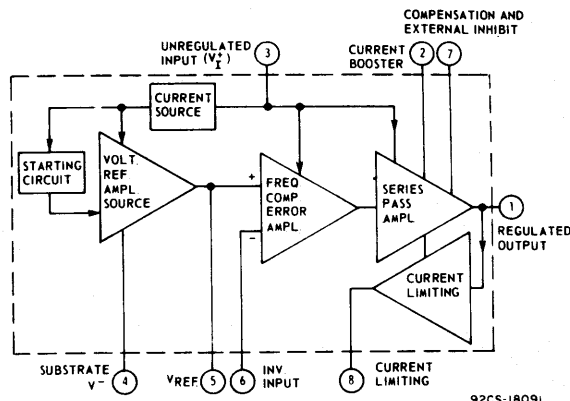 COMPENSATION AND
EXTERNAL INHIBIT
UNREGULATED
INPUT (V⁺I)
3
CURRENT
BOOSTER
2
7
CURRENT
SOURCE
STARTING
CIRCUIT
VOLT.
REF.
AMPL
SOURCE
+
FREQ
COMP
ERROR
AMPL.
–
SERIES
PASS
AMPL.
1
REGULATED
OUTPUT
CURRENT
LIMITING
SUBSTRATE
V–
4
VREF.
5
6
INV.
INPUT
8
CURRENT
LIMITING
92CS-18091